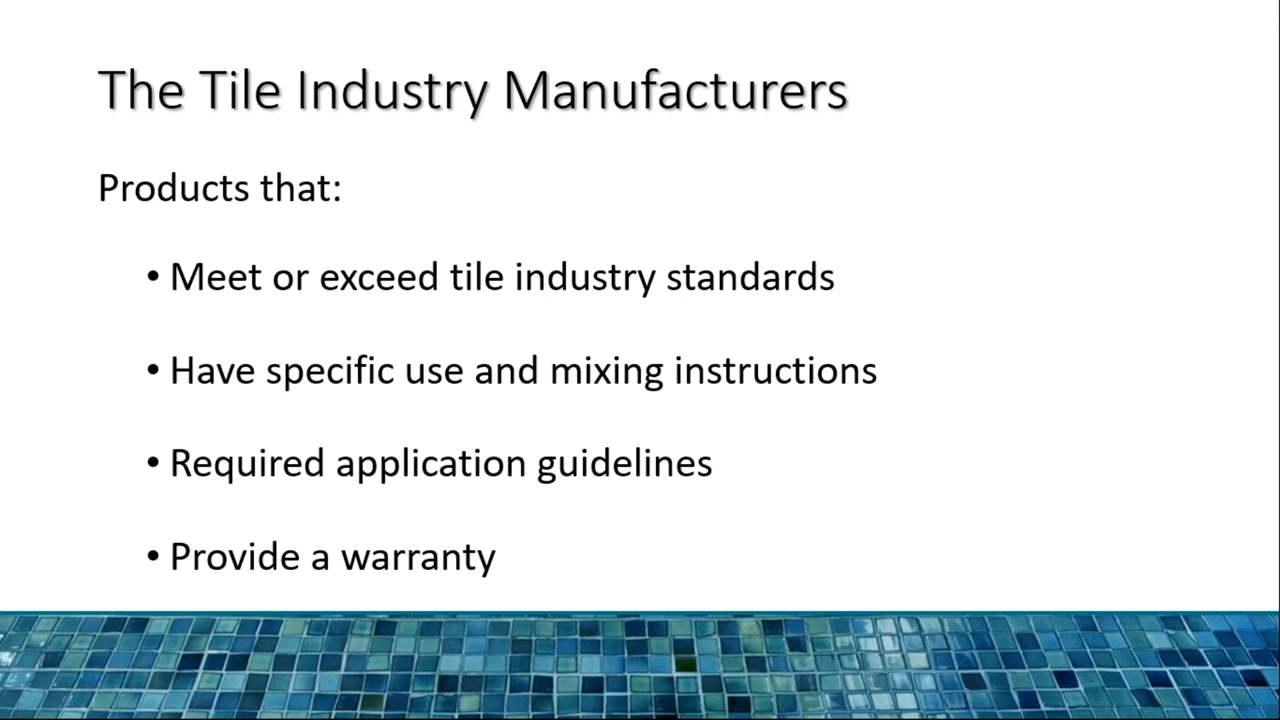 The Tile Industry Manufacturers
Products that:
• Meet or exceed tile industry standards
• Have specific use and mixing instructions
• Required application guidelines
• Provide a warranty